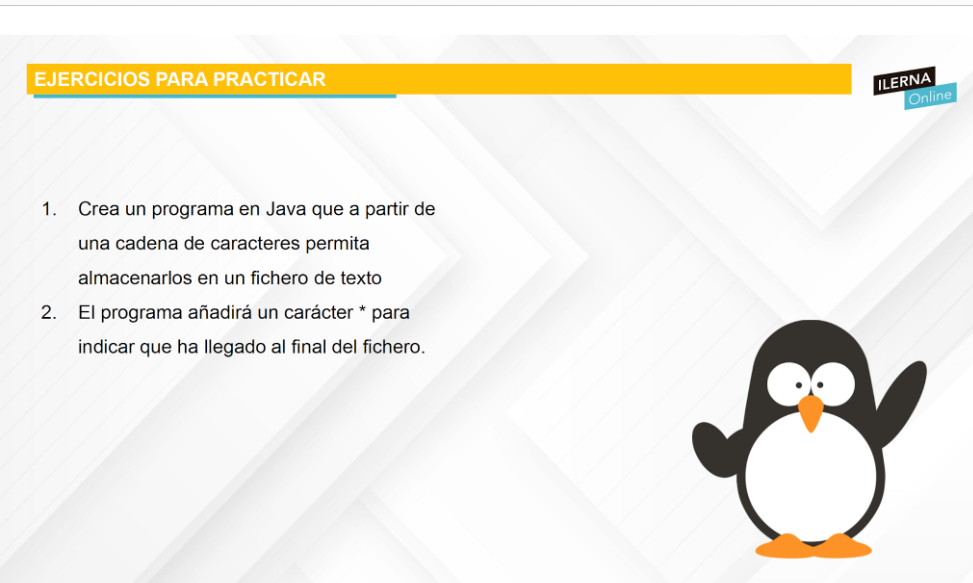 EJERCICIOS PARA PRACTICAR
ILERNA
Online
1. Crea un programa en Java que a partir de
una cadena de caracteres permita
almacenarlos en un fichero de texto
2. El programa añadirá un carácter * para
indicar que ha llegado al final del fichero.